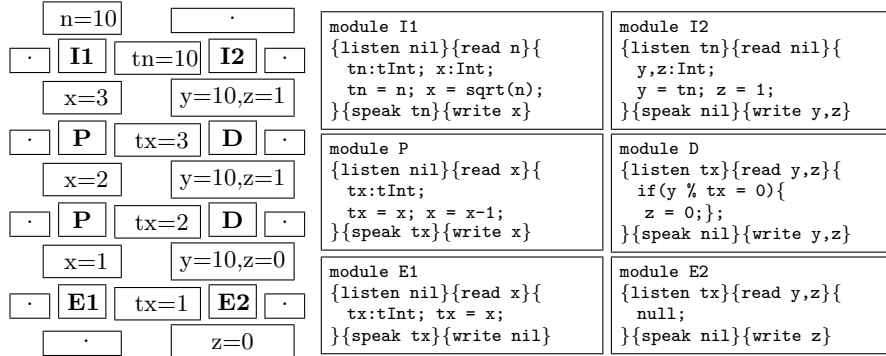 n=10 ·
· I1 tn=10 I2 ·
x=3 y=10,z=1
· P tx=3 D ·
x=2 y=10,z=1
· P tx=2 D ·
x=1 y=10,z=0
· E1 tx=1 E2 ·
· z=0
module I1
{listen nil}{read n}{
tn:tInt; x:Int;
tn = n; x = sqrt(n);
}{speak tn}{write x}
module I2
{listen tn}{read nil}{
y,z:Int;
y = tn; z = 1;
}{speak nil}{write y,z}
module P
{listen nil}{read x}{
tx:tInt;
tx = x; x = x-1;
}{speak tx}{write x}
module D
{listen tx}{read y,z}{
if(y % tx = 0){
z = 0;};
}{speak nil}{write y,z}
module E1
{listen nil}{read x}{
tx:tInt; tx = x;
}{speak tx}{write nil}
module E2
{listen tx}{read y,z}{
null;
}{speak nil}{write z}